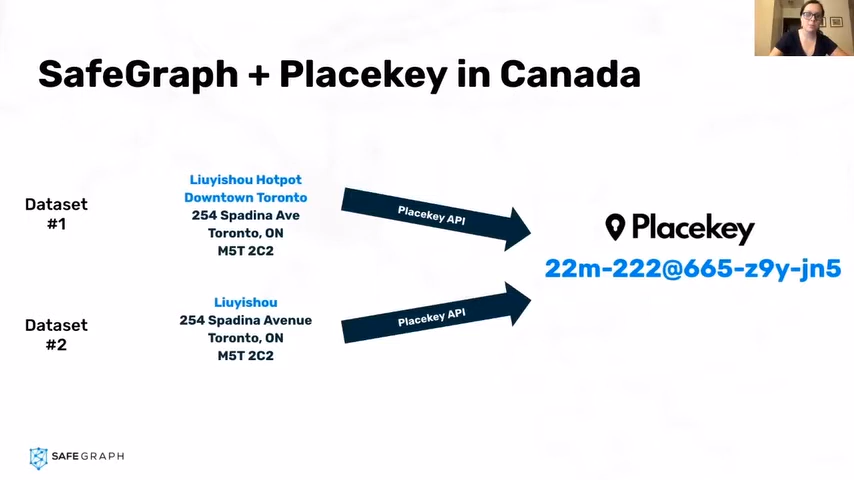 SafeGraph + Placekey in Canada
Dataset
#1
Liuyishou Hotpot
Downtown Toronto
254 Spadina Ave
Toronto, ON
M5T 2C2
Placekey API
Placekey
22m-222@665-z9y-jn5
Dataset
#2
Liuyishou
254 Spadina Avenue
Toronto, ON
M5T 2C2
Placekey API
SAFEGRAPH